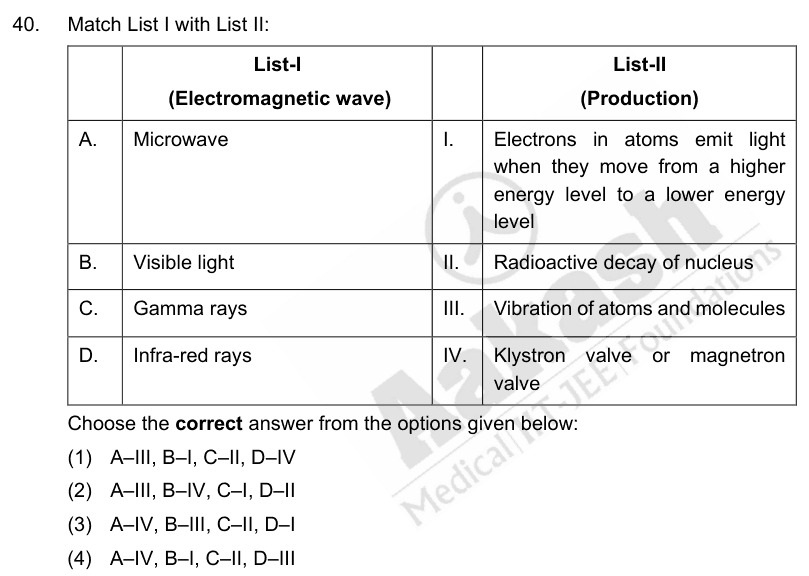 40. Match List I with List II:
List-I
(Electromagnetic wave)
List-II
(Production)
A. Microwave
I. Electrons in atoms emit light
when they move from a higher
energy level to a lower energy
level
B. Visible light
II. Radioactive decay of nucleus
C. Gamma rays
III. Vibration of atoms and molecules
D. Infra-red rays
IV. Klystron valve or magnetron
valve
Choose the correct answer from the options given below:
(1) A–III, B–I, C–II, D–IV
(2) A–III, B–IV, C–I, D–II
(3) A–IV, B–III, C–II, D–I
(4) A–IV, B–I, C–II, D–III
Aakash
Medical|IIT-JEE|Foundations